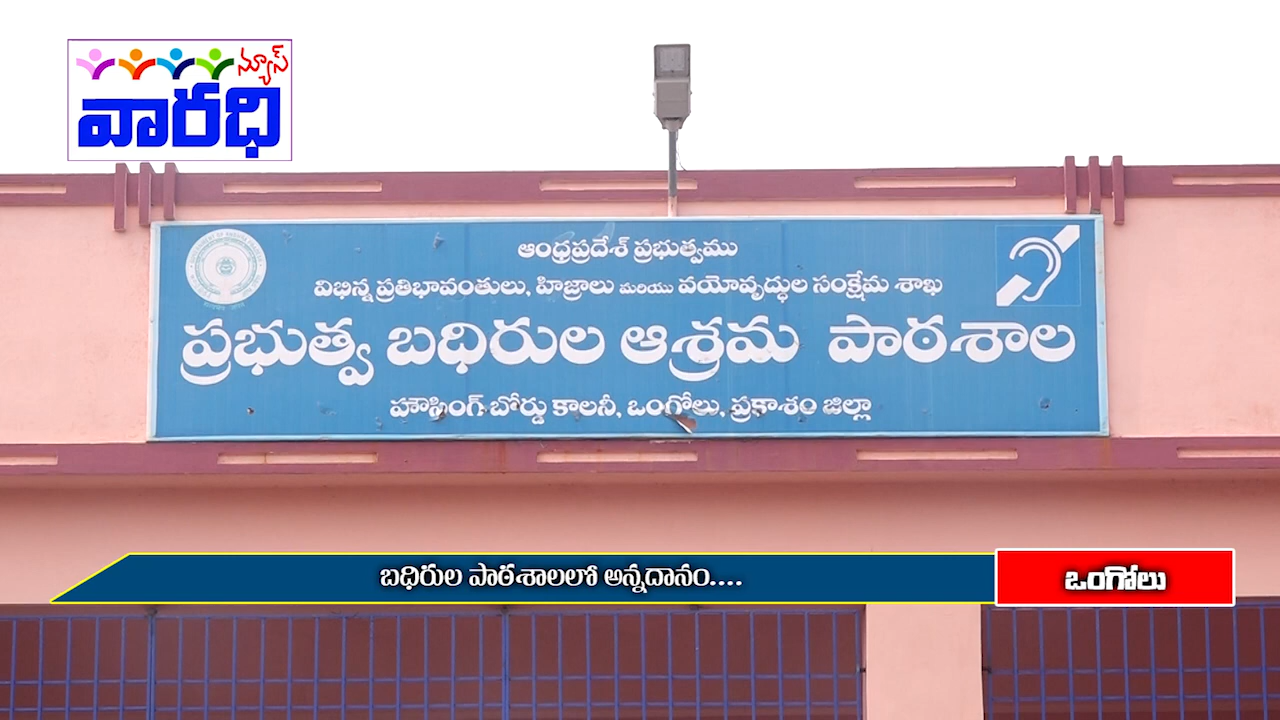 న్యూస్
వారధి
ఆంధ్రప్రదేశ్ ప్రభుత్వము
విభిన్న ప్రతిభావంతులు, హిజ్రాలు మరియు వయోవృద్ధుల సంక్షేమ శాఖ
ప్రభుత్వ బధిరుల ఆశ్రమ పాఠశాల
హౌసింగ్ బోర్డు కాలనీ, ఒంగోలు, ప్రకాశం జిల్లా
బధిరుల పాఠశాలలో అన్నదానం....
ఒంగోలు